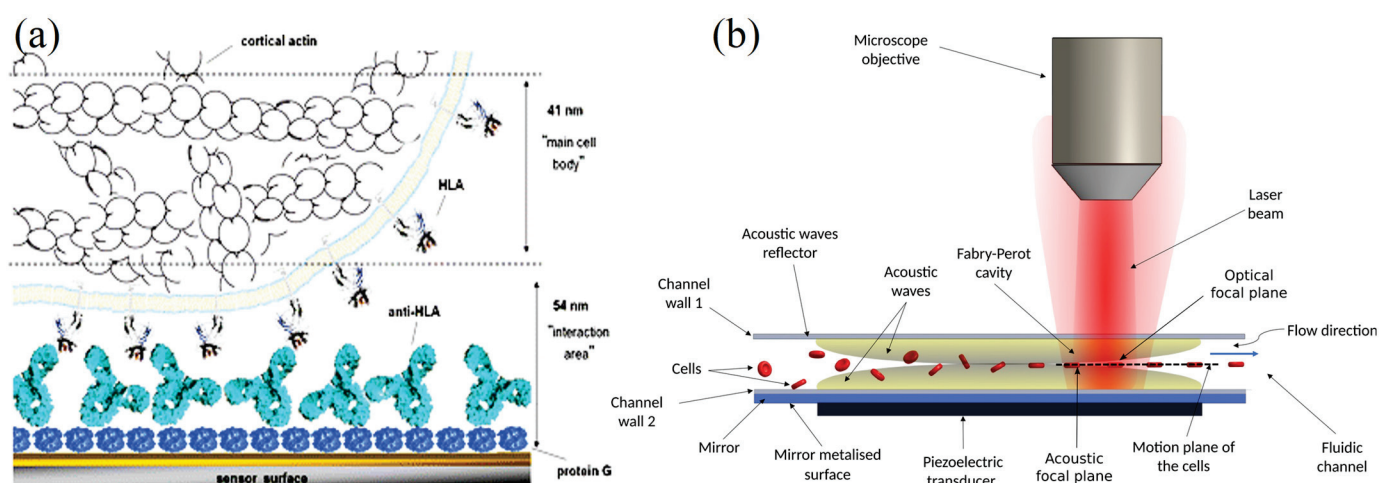 (a)
cortical actin
41 nm
"main cell
body"
HLA
anti-HLA
54 nm
"interaction
area"
protein G
sensor surface
(b)
Microscope
objective
Laser
beam
Acoustic waves
reflector
Acoustic
waves
Fabry-Perot
cavity
Optical
focal plane
Channel
wall 1
Flow direction
Cells
Channel
wall 2
Mirror
Mirror metalised
surface
Piezoelectric
transducer
Acoustic
focal plane
Motion plane of
the cells
Fluidic
channel